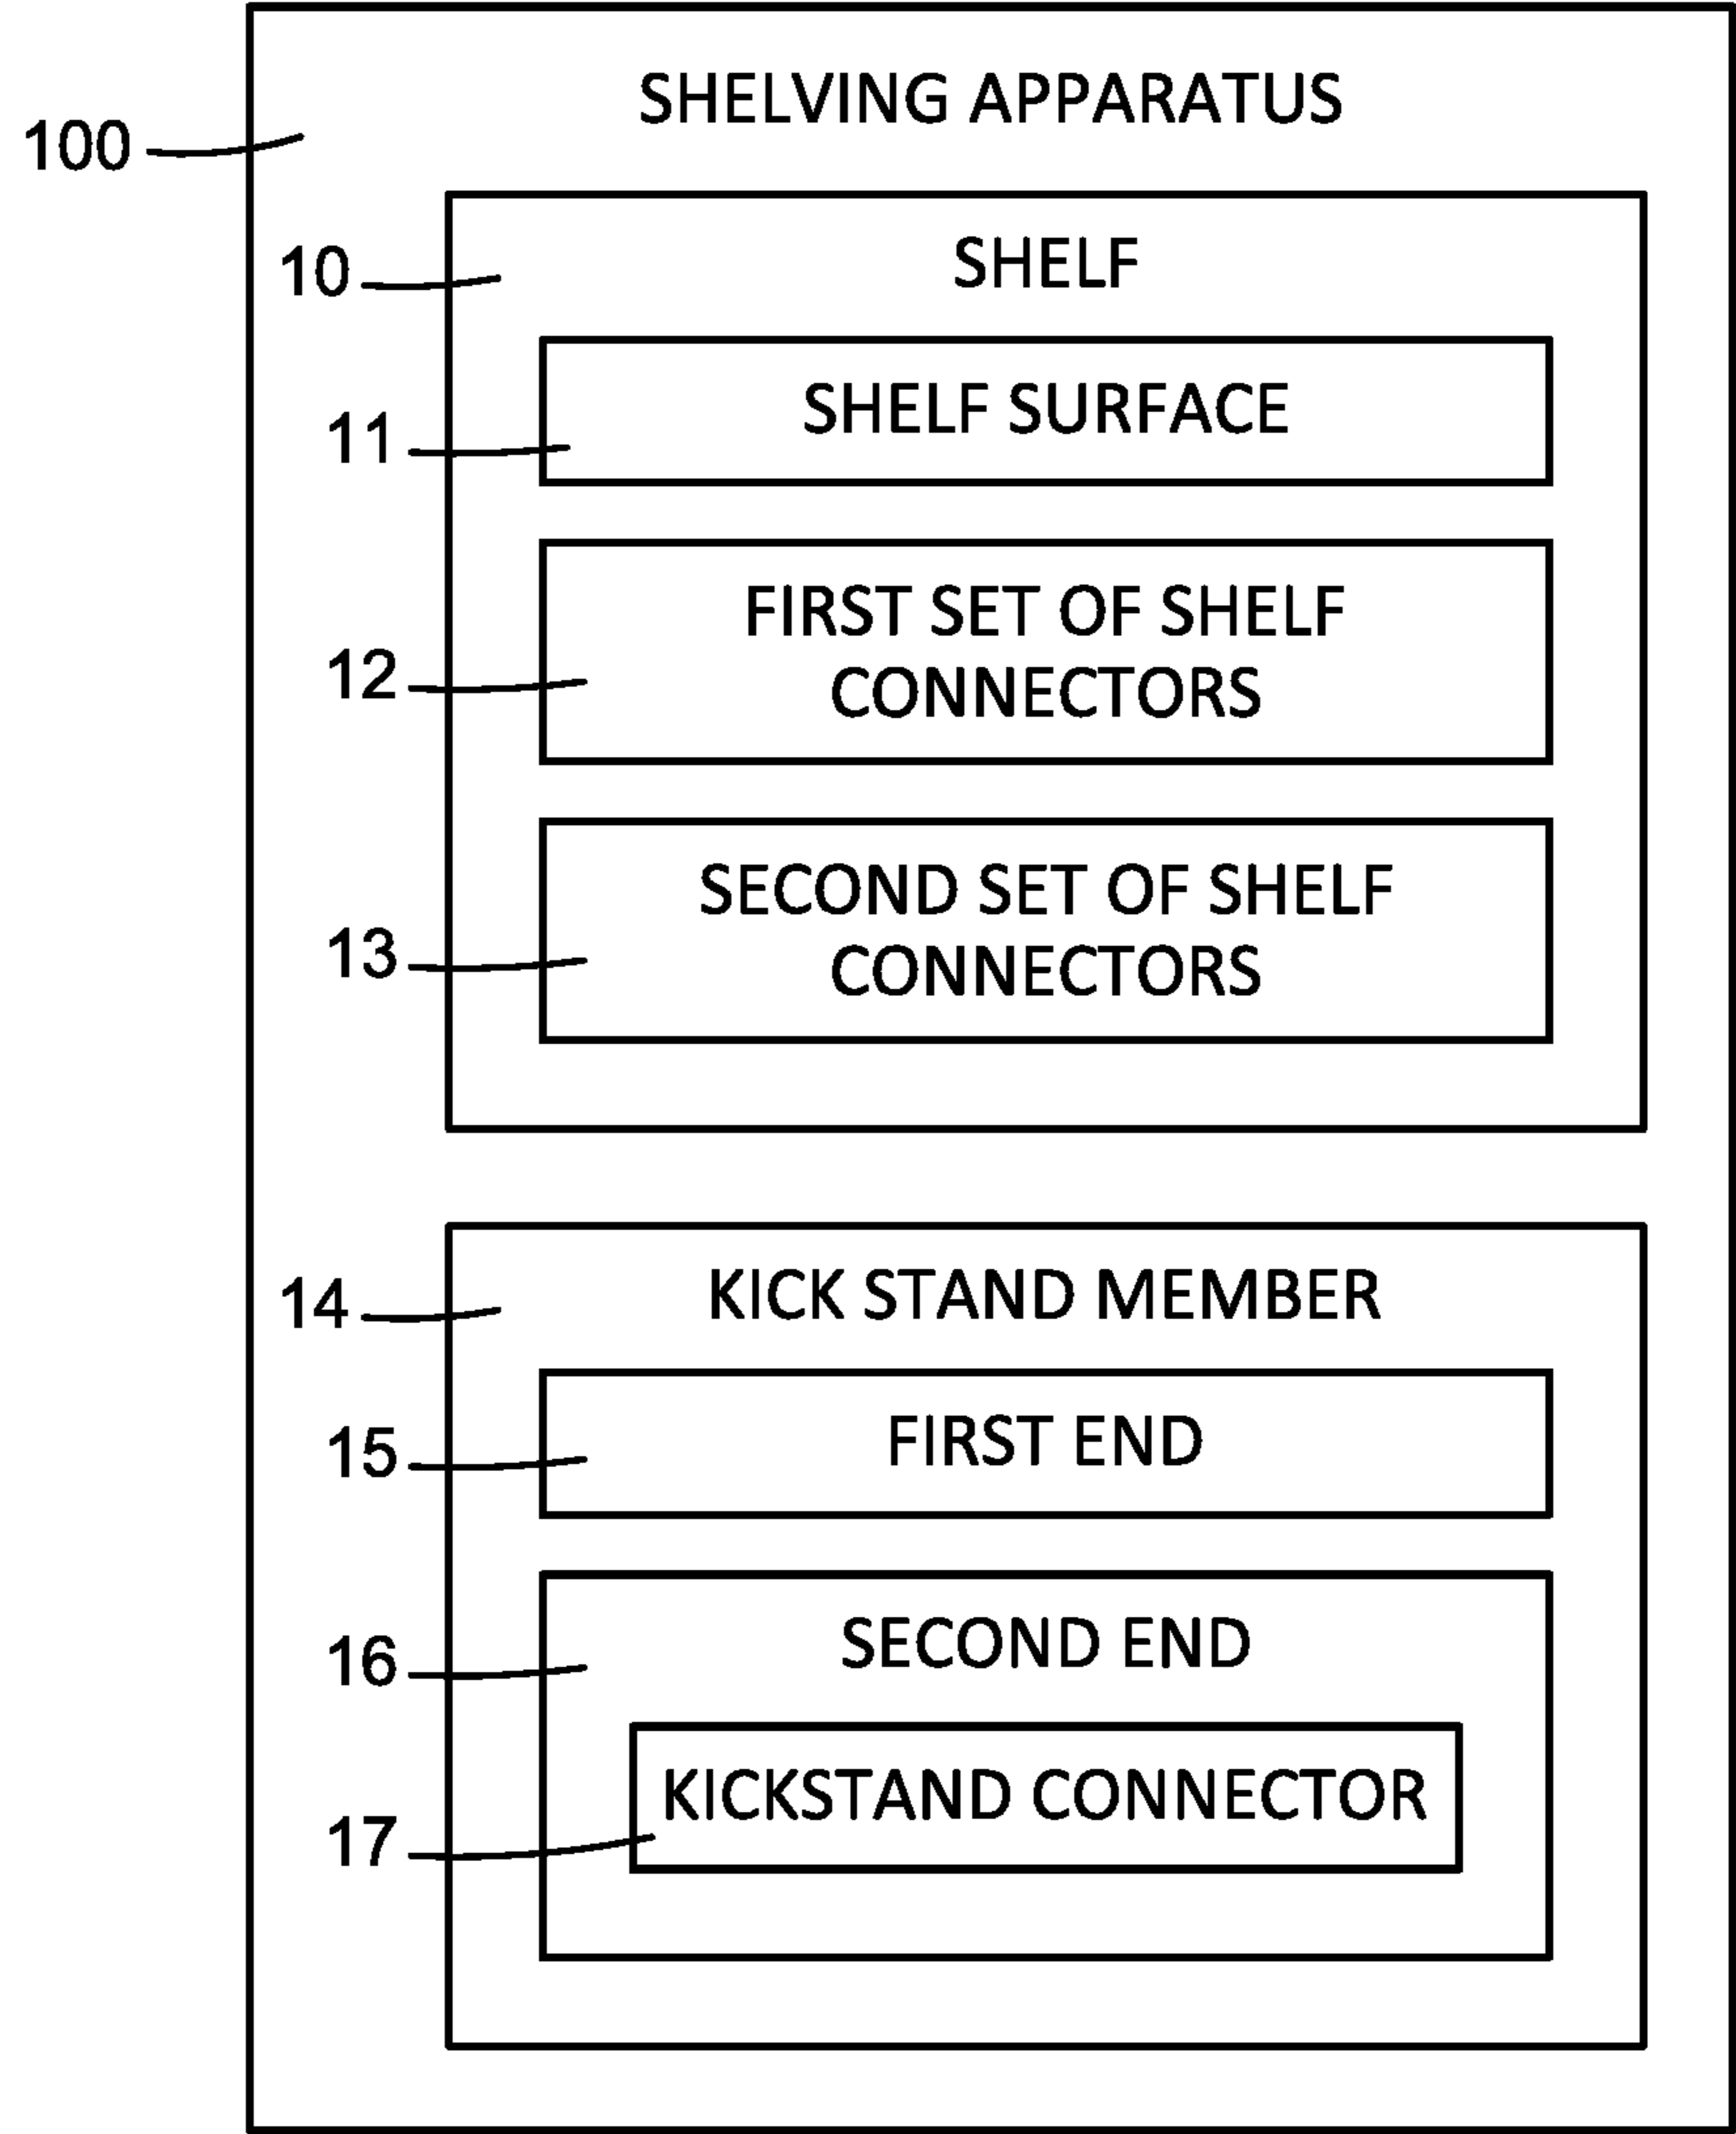 SHELVING APPARATUS
100
10
SHELF
SHELF SURFACE
11
FIRST SET OF SHELF
CONNECTORS
12
SECOND SET OF SHELF
CONNECTORS
13
KICK STAND MEMBER
14
FIRST END
15
SECOND END
16
KICKSTAND CONNECTOR
17